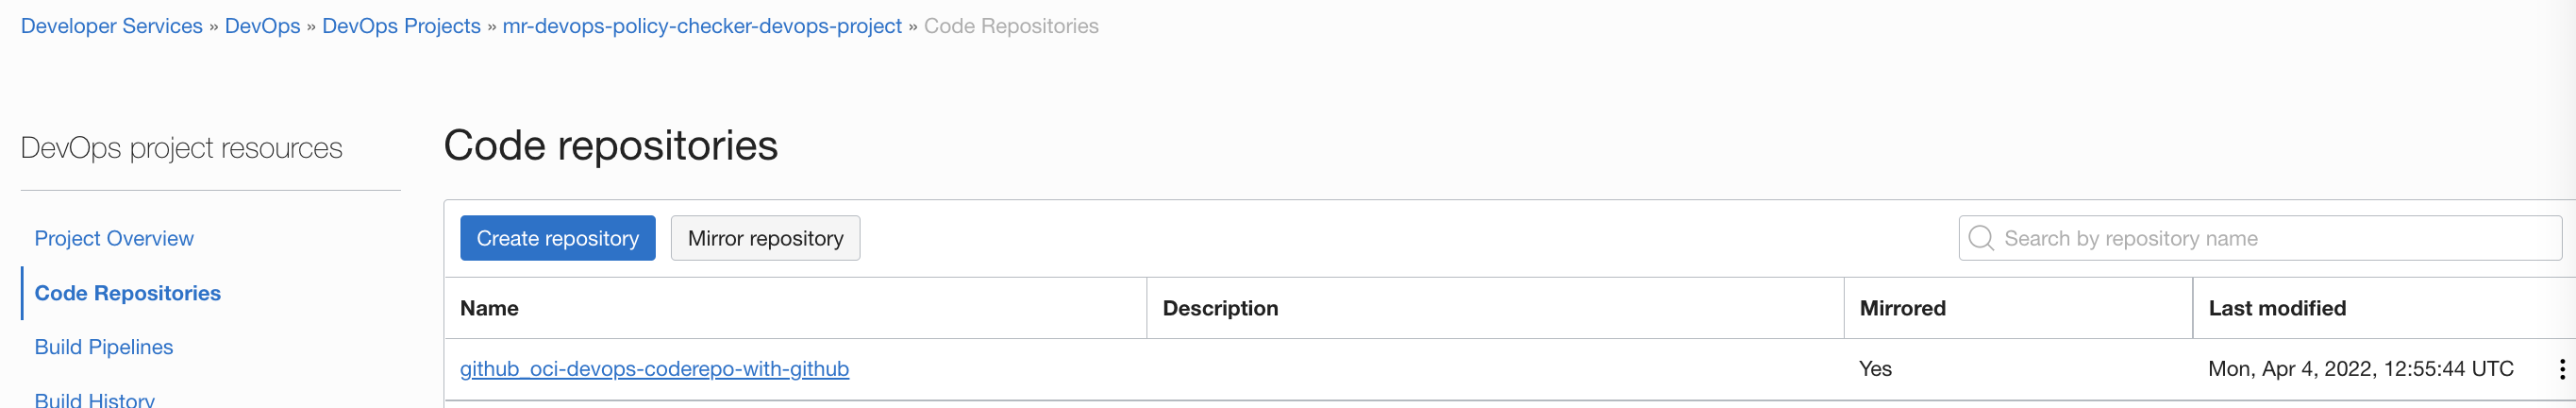 Developer Services » DevOps » DevOps Projects » mr-devops-policy-checker-devops-project » Code Repositories
DevOps project resources
Project Overview
Code Repositories
Build Pipelines
Build History
Code repositories
Create repository Mirror repository Search by repository name
Name Description Mirrored Last modified
github_oci-devops-coderepo-with-github Yes Mon, Apr 4, 2022, 12:55:44 UTC